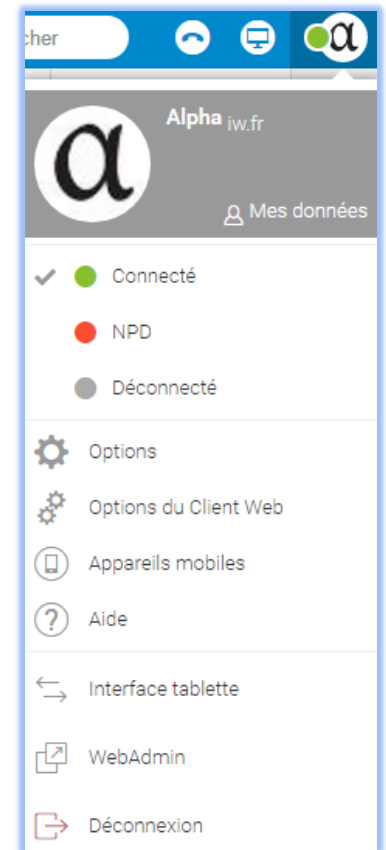 cher
α
α
Alpha iw.fr
Mes données
Connecté
NPD
Déconnecté
Options
Options du Client Web
Appareils mobiles
? Aide
Interface tablette
WebAdmin
Déconnexion